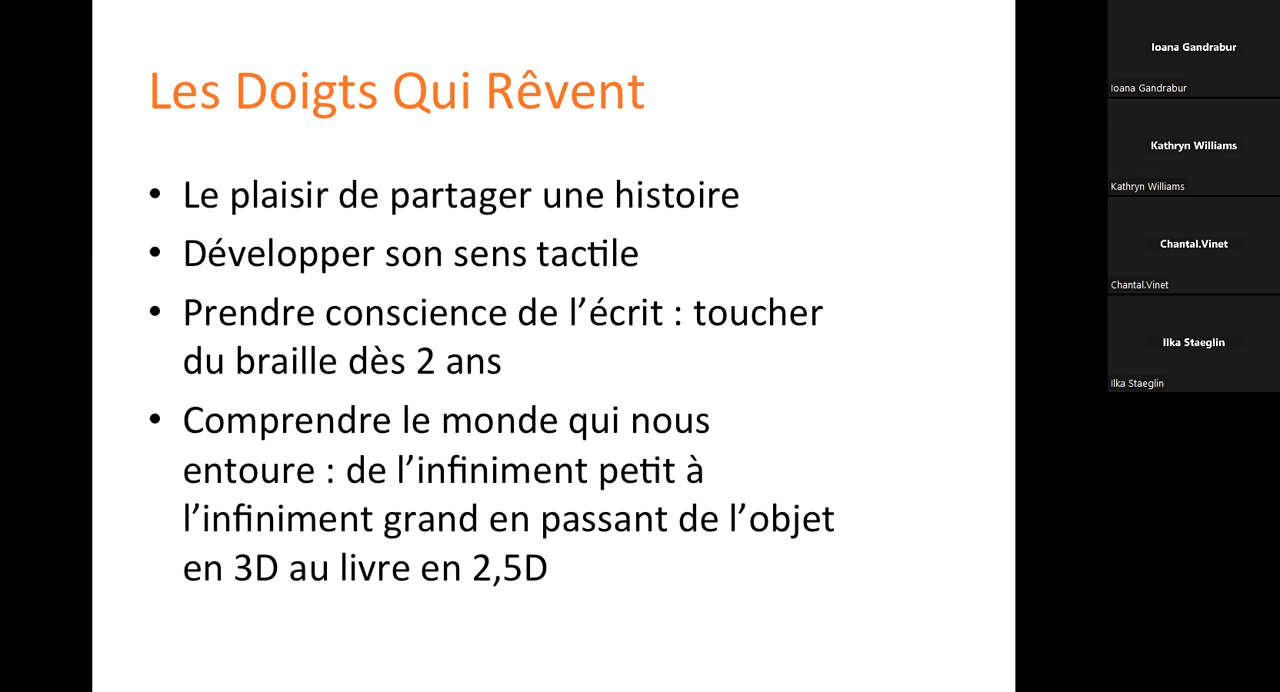 Les Doigts Qui Rêvent
• Le plaisir de partager une histoire
• Développer son sens tactile
• Prendre conscience de l’écrit : toucher
du braille dès 2 ans
• Comprendre le monde qui nous
entoure : de l’infiniment petit à
l’infiniment grand en passant de l’objet
en 3D au livre en 2,5D
Ioana Gandrabur
Ioana Gandrabur
Kathryn Williams
Kathryn Williams
Chantal.Vinet
Chantal.Vinet
Ilka Staeglin
Ilka Staeglin